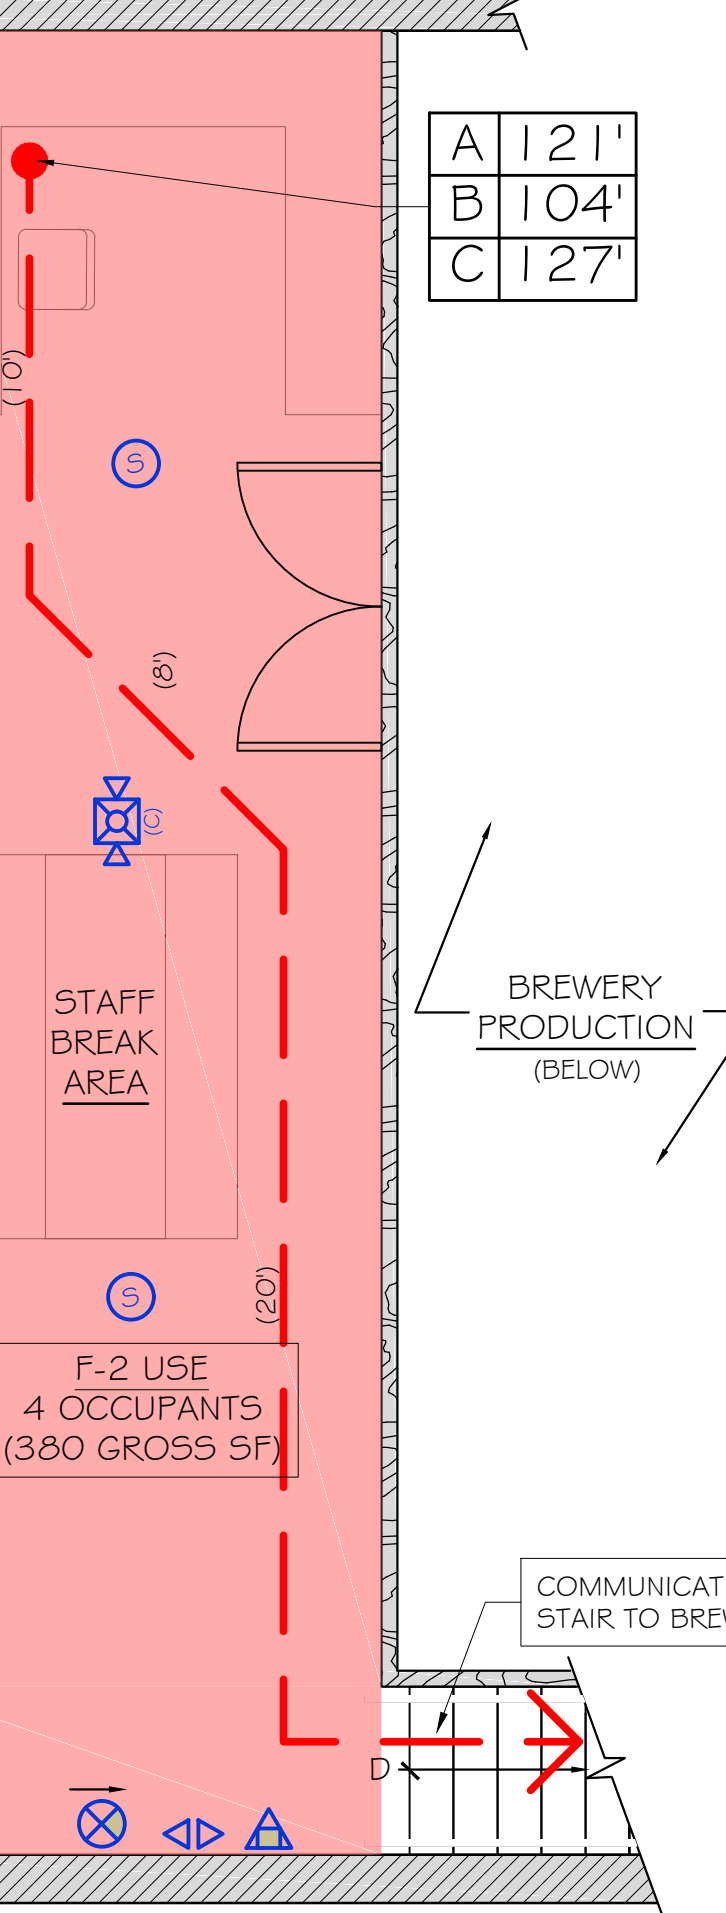 A 121'
B 104'
C 127'
(10')
S
(8')
(C)
STAFF
BREAK
AREA
BREWERY
PRODUCTION
(BELOW)
S
(20')
F-2 USE
4 OCCUPANTS
(380 GROSS SF)
COMMUNICAT
STAIR TO BREW
D